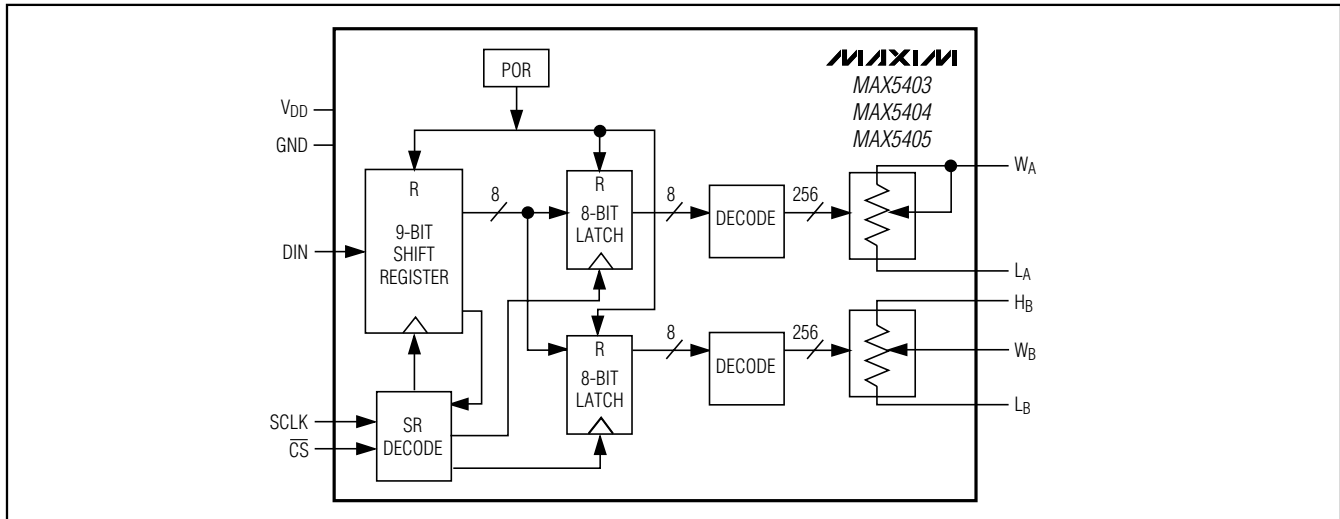 POR
MAXIM
MAX5403
MAX5404
MAX5405
VDD
GND
DIN
SCLK
CS
R
9-BIT
SHIFT
REGISTER
SR
DECODE
8
R
8-BIT
LATCH
8
DECODE
256
R
8-BIT
LATCH
8
DECODE
256
WA
LA
HB
WB
LB